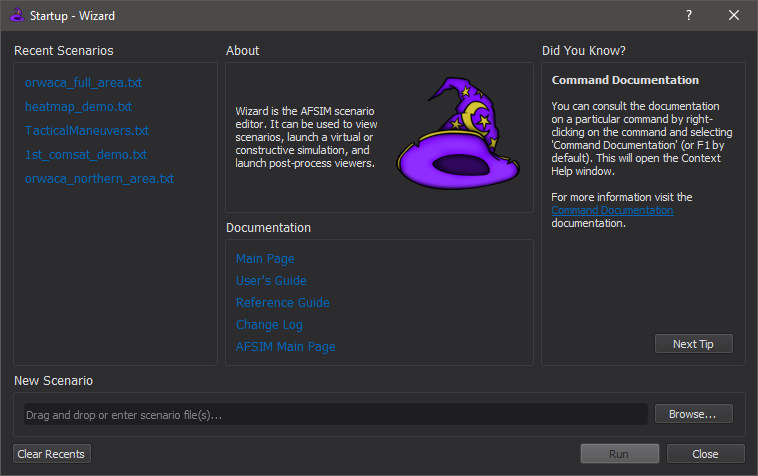 Startup - Wizard
?
Recent Scenarios
orwaca_full_area.txt
heatmap_demo.txt
TacticalManeuvers.txt
1st_comsat_demo.txt
orwaca_northern_area.txt
About
Wizard is the AFSIM scenario
editor. It can be used to view
scenarios, launch a virtual or
constructive simulation, and
launch post-process viewers.
Documentation
Main Page
User's Guide
Reference Guide
Change Log
AFSIM Main Page
Did You Know?
Command Documentation
You can consult the documentation
on a particular command by right-
clicking on the command and selecting
'Command Documentation' (or F1 by
default). This will open the Context
Help window.
For more information visit the
Command Documentation
documentation.
Next Tip
New Scenario
Drag and drop or enter scenario file(s)...
Browse...
Clear Recents
Run
Close